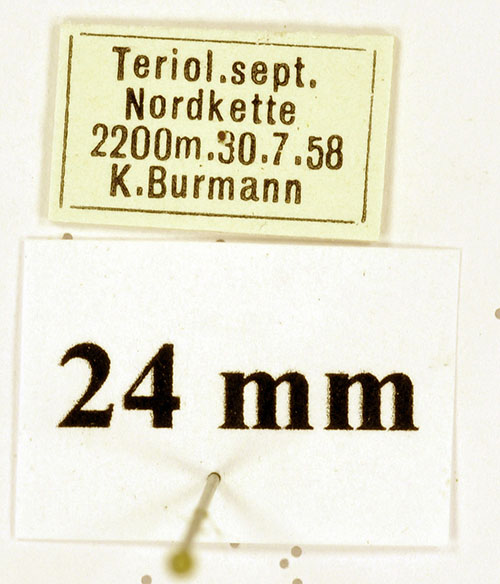 Teriol.sept.
Nordkette
2200m.30.7.58
K.Burmann
24 mm